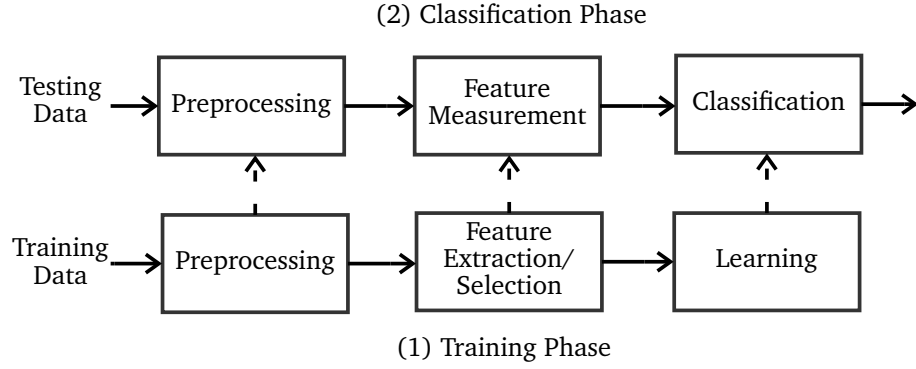 (2) Classification Phase
Testing
Data
Preprocessing
Feature
Measurement
Classification
Training
Data
Preprocessing
Feature
Extraction/
Selection
Learning
(1) Training Phase